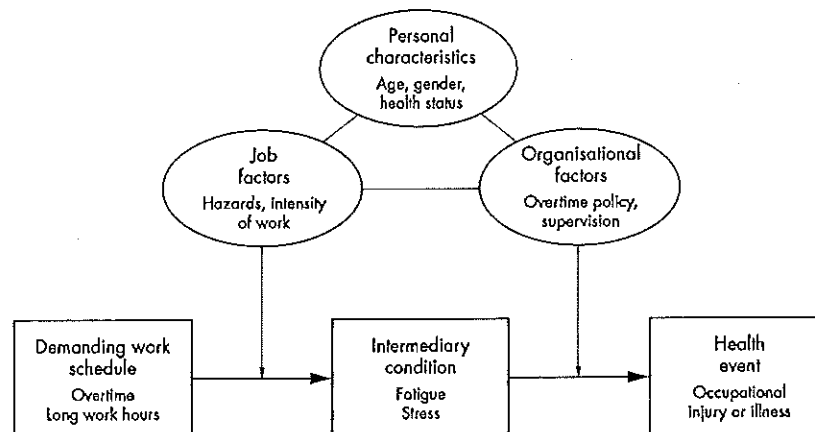 Personal
characteristics
Age, gender,
health status
Job
factors
Hazards, intensity
of work
Organisational
factors
Overtime policy,
supervision
Demanding work
schedule
Overtime
Long work hours
Intermediary
condition
Fatigue
Stress
Health
event
Occupational
injury or illness